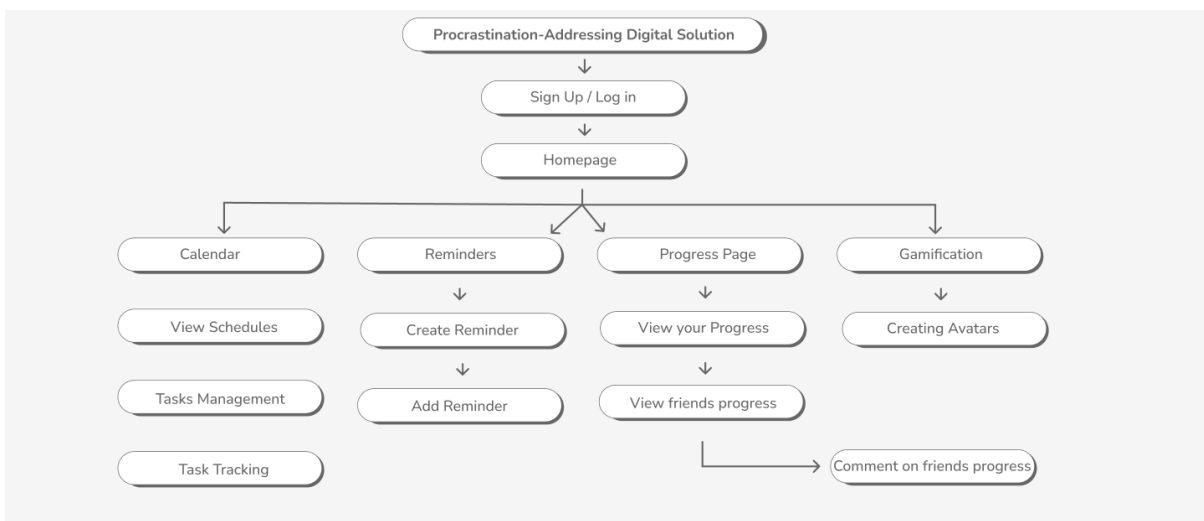 Procrastination-Addressing Digital Solution
Sign Up / Log in
Homepage
Calendar
Reminders
Progress Page
Gamification
View Schedules
Create Reminder
View your Progress
Creating Avatars
Tasks Management
Add Reminder
View friends progress
Task Tracking
Comment on friends progress